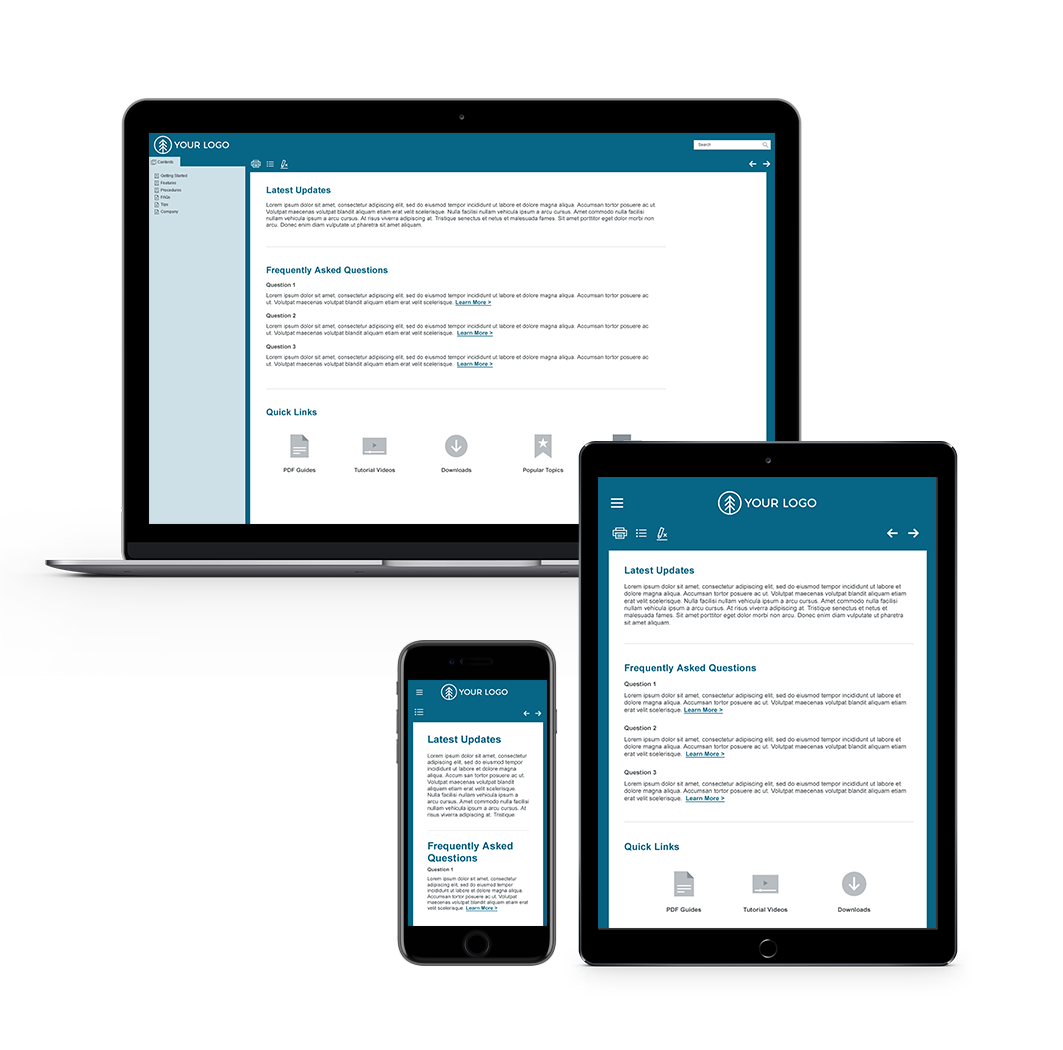 YOUR LOGO
Search
Contents
Getting Started
Features
Procedures
FAQs
Tips
Company
Latest Updates
Lorem ipsum dolor sit amet, consectetur adipiscing elit, sed do eiusmod tempor incididunt ut labore et dolore magna aliqua. Accumsan tortor posuere ac ut.
Volutpat maecenas volutpat blandit aliquam etiam erat velit scelerisque. Nulla facilisi nullam vehicula ipsum a arcu cursus. Amet commodo nulla facilisi
nullam vehicula ipsum a arcu cursus. At risus viverra adipiscing at. Tristique senectus et netus et malesuada fames. Sit amet porttitor eget dolor morbi non
arcu. Donec enim diam vulputate ut pharetra sit amet aliquam.
Frequently Asked Questions
Question 1
Lorem ipsum dolor sit amet, consectetur adipiscing elit, sed do eiusmod tempor incididunt ut labore et dolore magna aliqua. Accumsan tortor posuere ac
ut. Volutpat maecenas volutpat blandit aliquam etiam erat velit scelerisque. Learn More >
Question 2
Lorem ipsum dolor sit amet, consectetur adipiscing elit, sed do eiusmod tempor incididunt ut labore et dolore magna aliqua. Accumsan tortor posuere ac
ut. Volutpat maecenas volutpat blandit aliquam etiam erat velit scelerisque. Learn More >
Question 3
Lorem ipsum dolor sit amet, consectetur adipiscing elit, sed do eiusmod tempor incididunt ut labore et dolore magna aliqua. Accumsan tortor posuere ac
ut. Volutpat maecenas volutpat blandit aliquam etiam erat velit scelerisque. Learn More >
Quick Links
PDF Guides
Tutorial Videos
Downloads
Popular Topics
YOUR LOGO
Latest Updates
Lorem ipsum dolor sit amet, consectetur
adipiscing elit, sed do eiusmod tempor
incididunt ut labore et dolore magna
aliqua. Accum san tortor posuere ac ut.
Volutpat maecenas volutpat blandit
aliquam etiam erat velit scelerisque
Nulla facilisi nullam vehicula ipsum a
arcu cursus. Amet commodo nulla facilisi
nullam vehicula ipsum a arcu cursus. At
risus viverra adipiscing at. Tristique
Frequently Asked
Questions
Question 1
Lorem ipsum dolor sit amet, consectetur
adipiscing elit, sed do eiusmod tempor
incididunt ut labore et dolore magna aliqua.
Accumsan tortor posuere ac ut. Volutpat
maecenas volutpat blandit aliquam etiam erat
velit scelerisque. Learn More >
YOUR LOGO
Latest Updates
Lorem ipsum dolor sit amet, consectetur adipiscing elit, sed do eiusmod tempor incididunt ut labore et
dolore magna aliqua. Accumsan tortor posuere ac ut. Volutpat maecenas volutpat blandit aliquam etiam
erat velit scelerisque. Nulla facilisi nullam vehicula ipsum a arcu cursus. Amet commodo nulla facilisi
nullam vehicula ipsum a arcu cursus. At risus viverra adipiscing at. Tristique senectus et netus et
malesuada fames. Sit amet porttitor eget dolor morbi non arcu. Donec enim diam vulputate ut pharetra
sit amet aliquam.
Frequently Asked Questions
Question 1
Lorem ipsum dolor sit amet, consectetur adipiscing elit, sed do eiusmod tempor incididunt ut labore et
dolore magna aliqua. Accumsan tortor posuere ac ut. Volutpat maecenas volutpat blandit aliquam etiam
erat velit scelerisque. Learn More >
Question 2
Lorem ipsum dolor sit amet, consectetur adipiscing elit, sed do eiusmod tempor incididunt ut labore et
dolore magna aliqua. Accumsan tortor posuere ac ut. Volutpat maecenas volutpat blandit aliquam etiam
erat velit scelerisque. Learn More >
Question 3
Lorem ipsum dolor sit amet, consectetur adipiscing elit, sed do eiusmod tempor incididunt ut labore et
dolore magna aliqua. Accumsan tortor posuere ac ut. Volutpat maecenas volutpat blandit aliquam etiam
erat velit scelerisque. Learn More >
Quick Links
PDF Guides
Tutorial Videos
Downloads